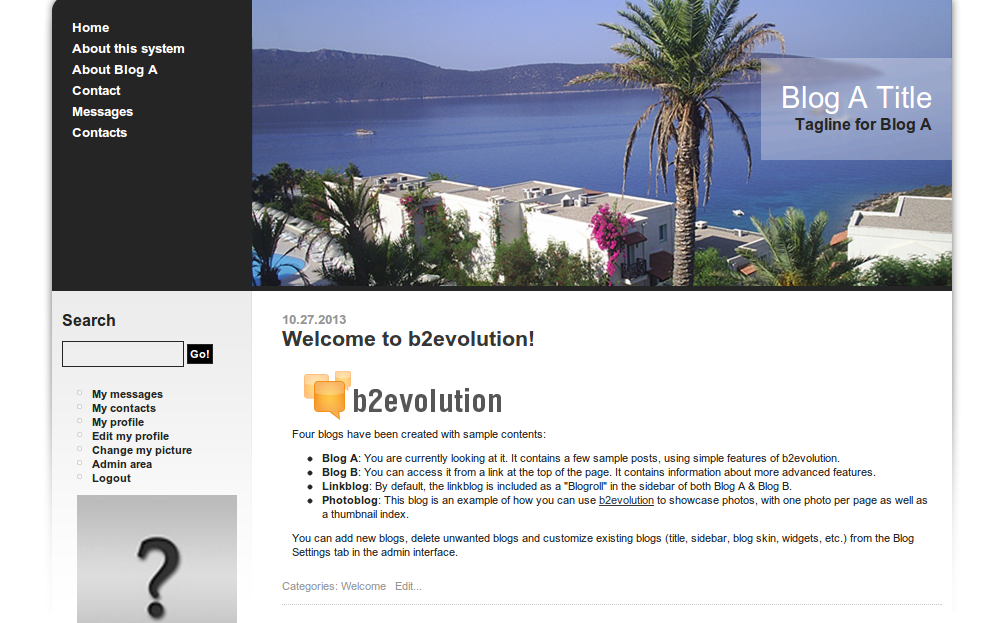 Home
About this system
About Blog A
Contact
Messages
Contacts
Blog A Title
Tagline for Blog A
Search
Go!
My messages
My contacts
My profile
Edit my profile
Change my picture
Admin area
Logout
?
10.27.2013
Welcome to b2evolution!
b2evolution
Four blogs have been created with sample contents:
Blog A: You are currently looking at it. It contains a few sample posts, using simple features of b2evolution.
Blog B: You can access it from a link at the top of the page. It contains information about more advanced features.
Linkblog: By default, the linkblog is included as a "Blogroll" in the sidebar of both Blog A & Blog B.
Photoblog: This blog is an example of how you can use b2evolution to showcase photos, with one photo per page as well as
a thumbnail index.
You can add new blogs, delete unwanted blogs and customize existing blogs (title, sidebar, blog skin, widgets, etc.) from the Blog
Settings tab in the admin interface.
Categories: Welcome Edit...